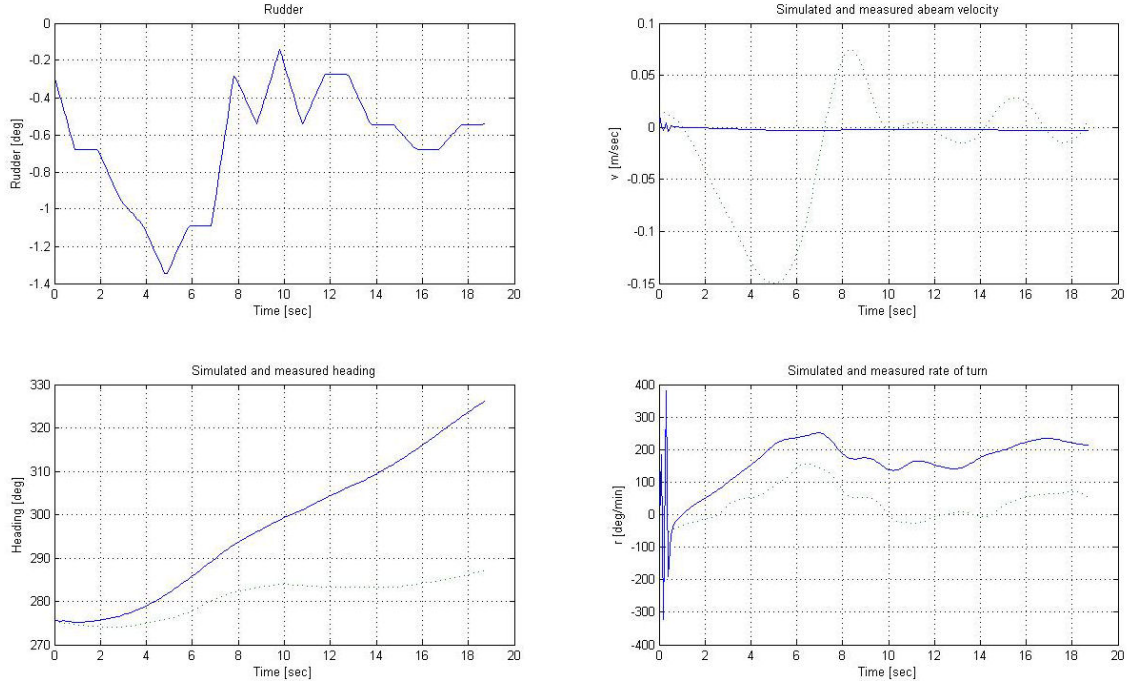 Rudder
0
-0.2
-0.4
-0.6
-0.8
-1
-1.2
-1.4
Rudder [deg]
0 2 4 6 8 10 12 14 16 18 20
Time [sec]
Simulated and measured abeam velocity
0.1
0.05
0
-0.05
-0.1
-0.15
v [m/sec]
0 2 4 6 8 10 12 14 16 18 20
Time [sec]
Simulated and measured heading
330
320
310
300
290
280
270
Heading [deg]
0 2 4 6 8 10 12 14 16 18 20
Time [sec]
Simulated and measured rate of turn
400
300
200
100
0
-100
-200
-300
-400
r [deg/min]
0 2 4 6 8 10 12 14 16 18 20
Time [sec]